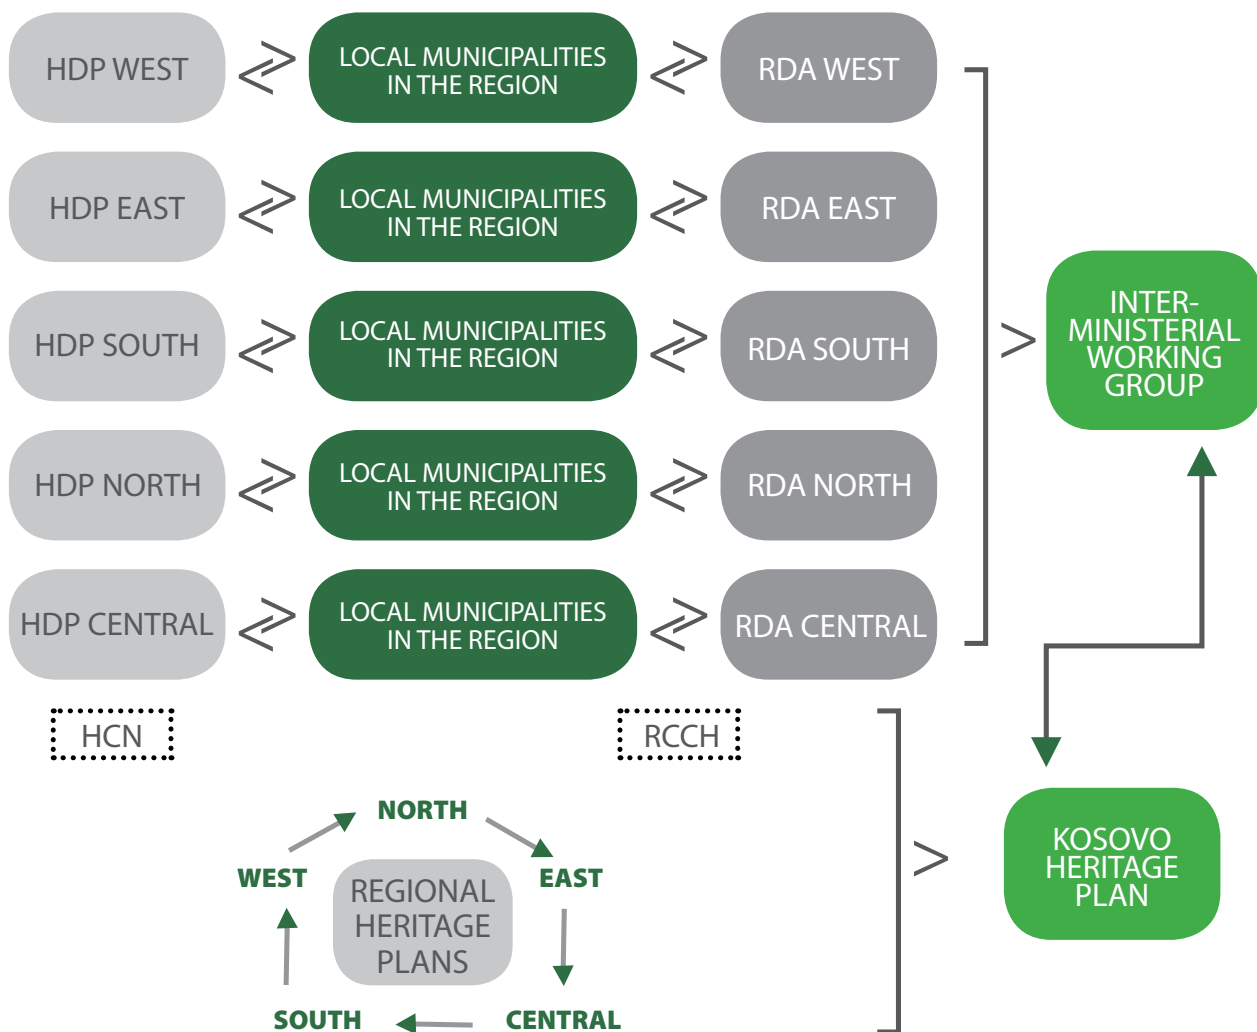 HDP WEST
LOCAL MUNICIPALITIES
IN THE REGION
RDA WEST
HDP EAST
LOCAL MUNICIPALITIES
IN THE REGION
RDA EAST
HDP SOUTH
LOCAL MUNICIPALITIES
IN THE REGION
RDA SOUTH
HDP NORTH
LOCAL MUNICIPALITIES
IN THE REGION
RDA NORTH
HDP CENTRAL
LOCAL MUNICIPALITIES
IN THE REGION
RDA CENTRAL
INTER-
MINISTERIAL
WORKING
GROUP
HCN
RCCH
NORTH
WEST
EAST
REGIONAL
HERITAGE
PLANS
SOUTH
CENTRAL
KOSOVO
HERITAGE
PLAN